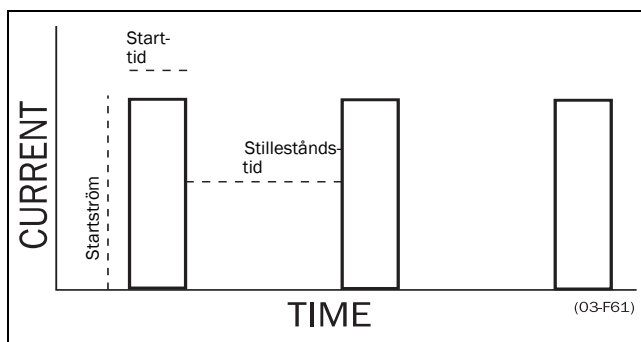 Start-
tid
Stillestånds-
tid
Startström
CURRENT
TIME
(03-F61)